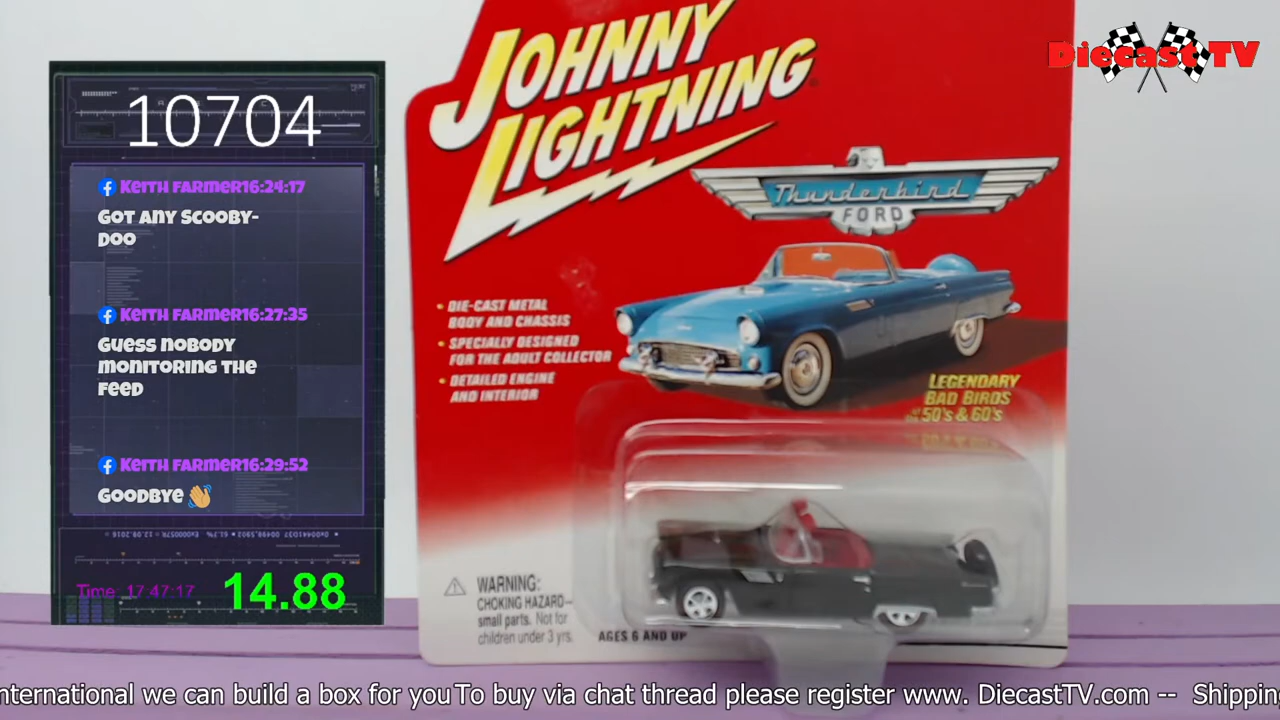 Diecast TV
10704
Keith Farmer16:24:17
Got any Scooby-
Doo
Keith Farmer16:27:35
Guess nobody
monitoring the
feed
Keith Farmer16:29:52
Goodbye 👋
Time: 17:47:17
14.88
JOHNNY
LIGHTNING
Thunderbird
FORD
• DIE-CAST METAL
BODY AND CHASSIS
• SPECIALLY DESIGNED
FOR THE ADULT COLLECTOR
• DETAILED ENGINE
AND INTERIOR
LEGENDARY
BAD BIRDS
50's & 60's
WARNING:
CHOKING HAZARD–
small parts. Not for
children under 3 yrs.
AGES 6 AND UP
nternational we can build a box for you To buy via chat thread please register www. DiecastTV.com -- Shipping